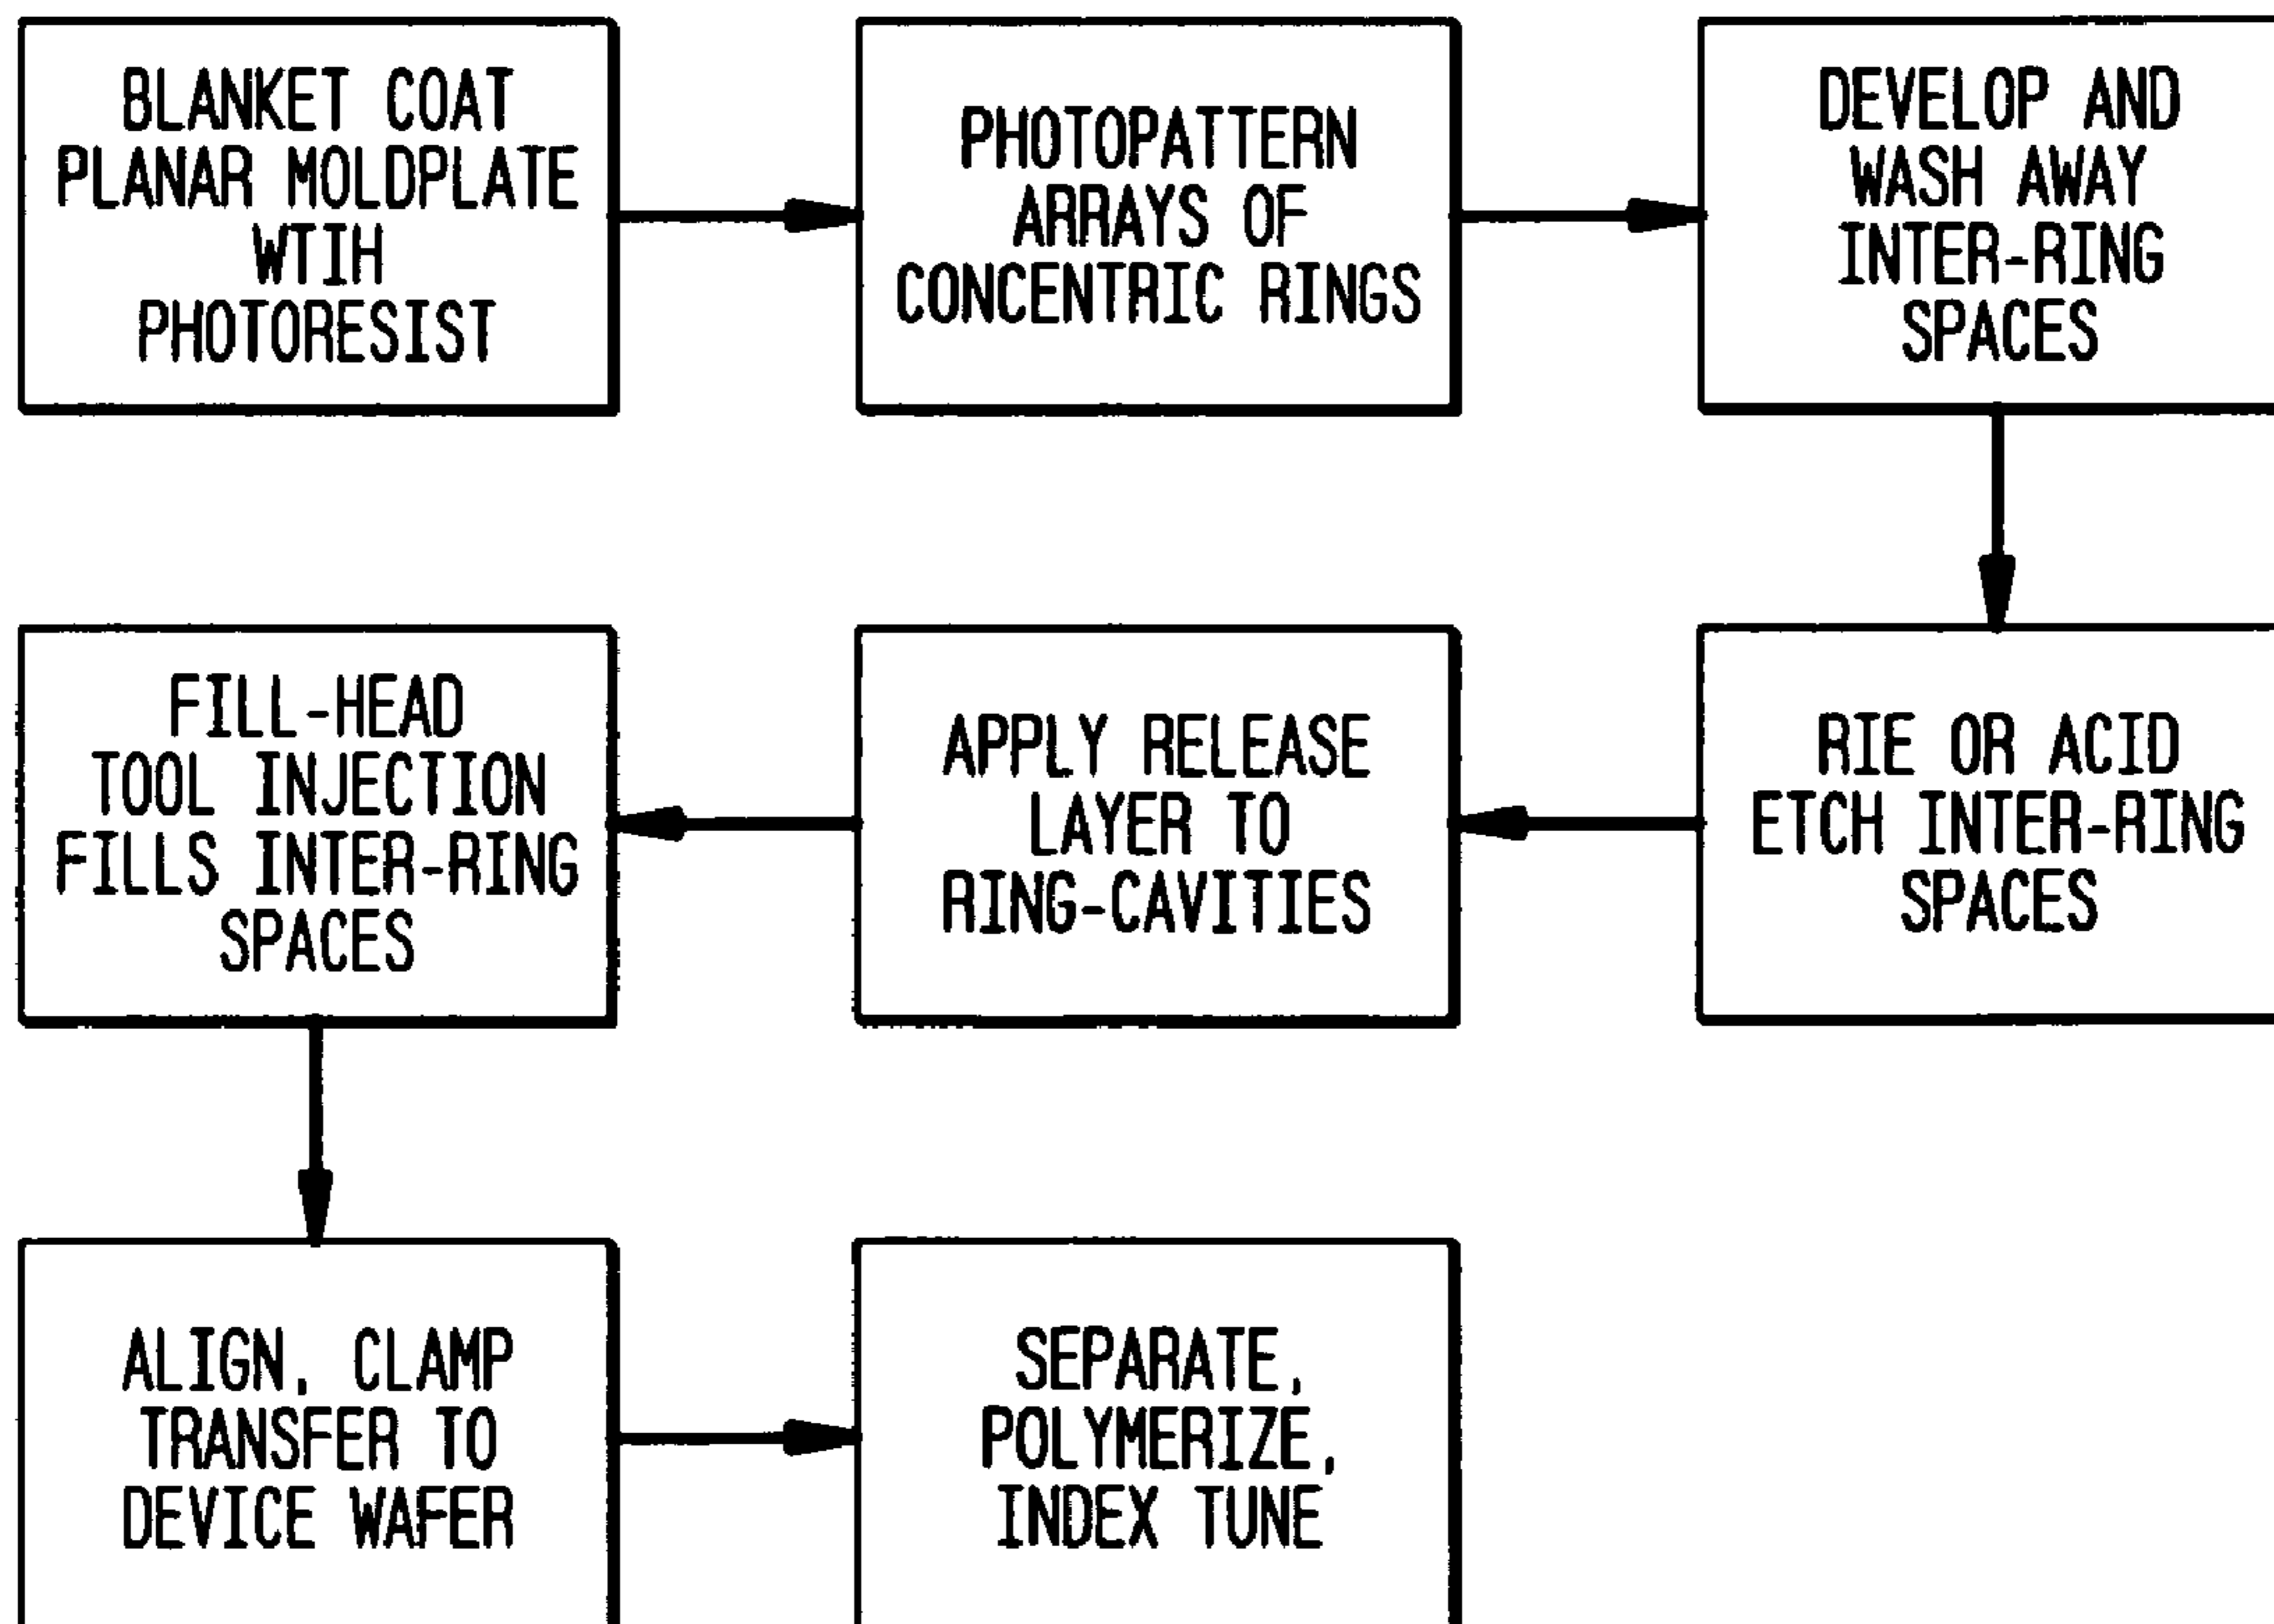 BLANKET COAT
PLANAR MOLDPLATE
WTIH
PHOTORESIST
PHOTOPATTERN
ARRAYS OF
CONCENTRIC RINGS
DEVELOP AND
WASH AWAY
INTER-RING
SPACES
RIE OR ACID
ETCH INTER-RING
SPACES
APPLY RELEASE
LAYER TO
RING-CAVITIES
FILL-HEAD
TOOL INJECTION
FILLS INTER-RING
SPACES
ALIGN, CLAMP
TRANSFER TO
DEVICE WAFER
SEPARATE,
POLYMERIZE,
INDEX TUNE